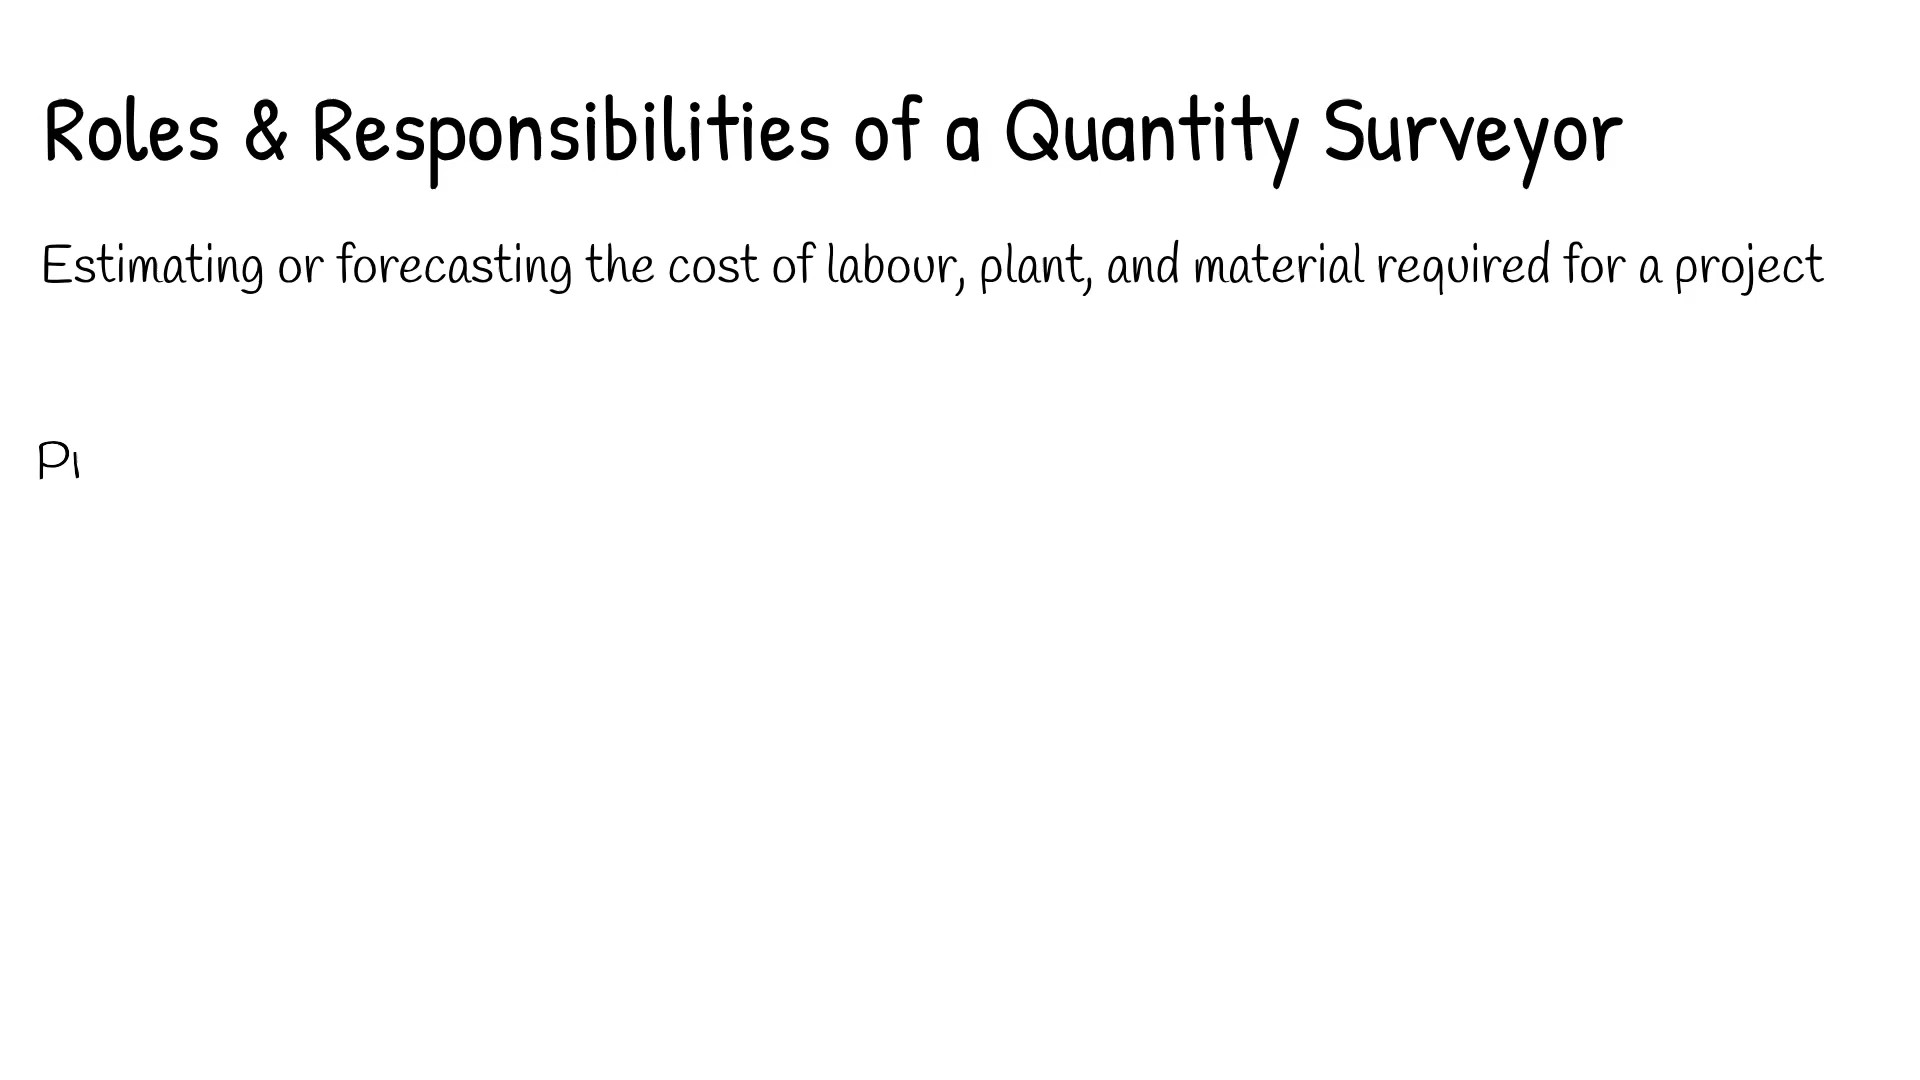 Roles & Responsibilities of a Quantity Surveyor
Estimating or forecasting the cost of labour, plant, and material required for a project